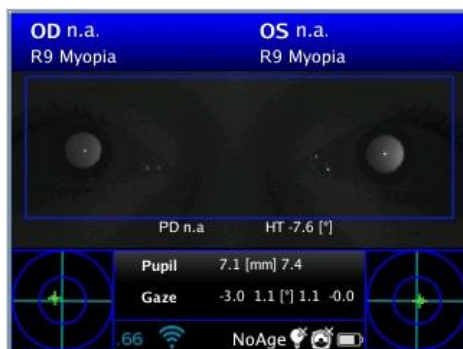 OD n.a. OS n.a.
R9 Myopia R9 Myopia
PD n.a HT -7.6 [°]
Pupil 7.1 [mm] 7.4
Gaze -3.0 1.1 [°] 1.1 -0.0
.66 NoAge